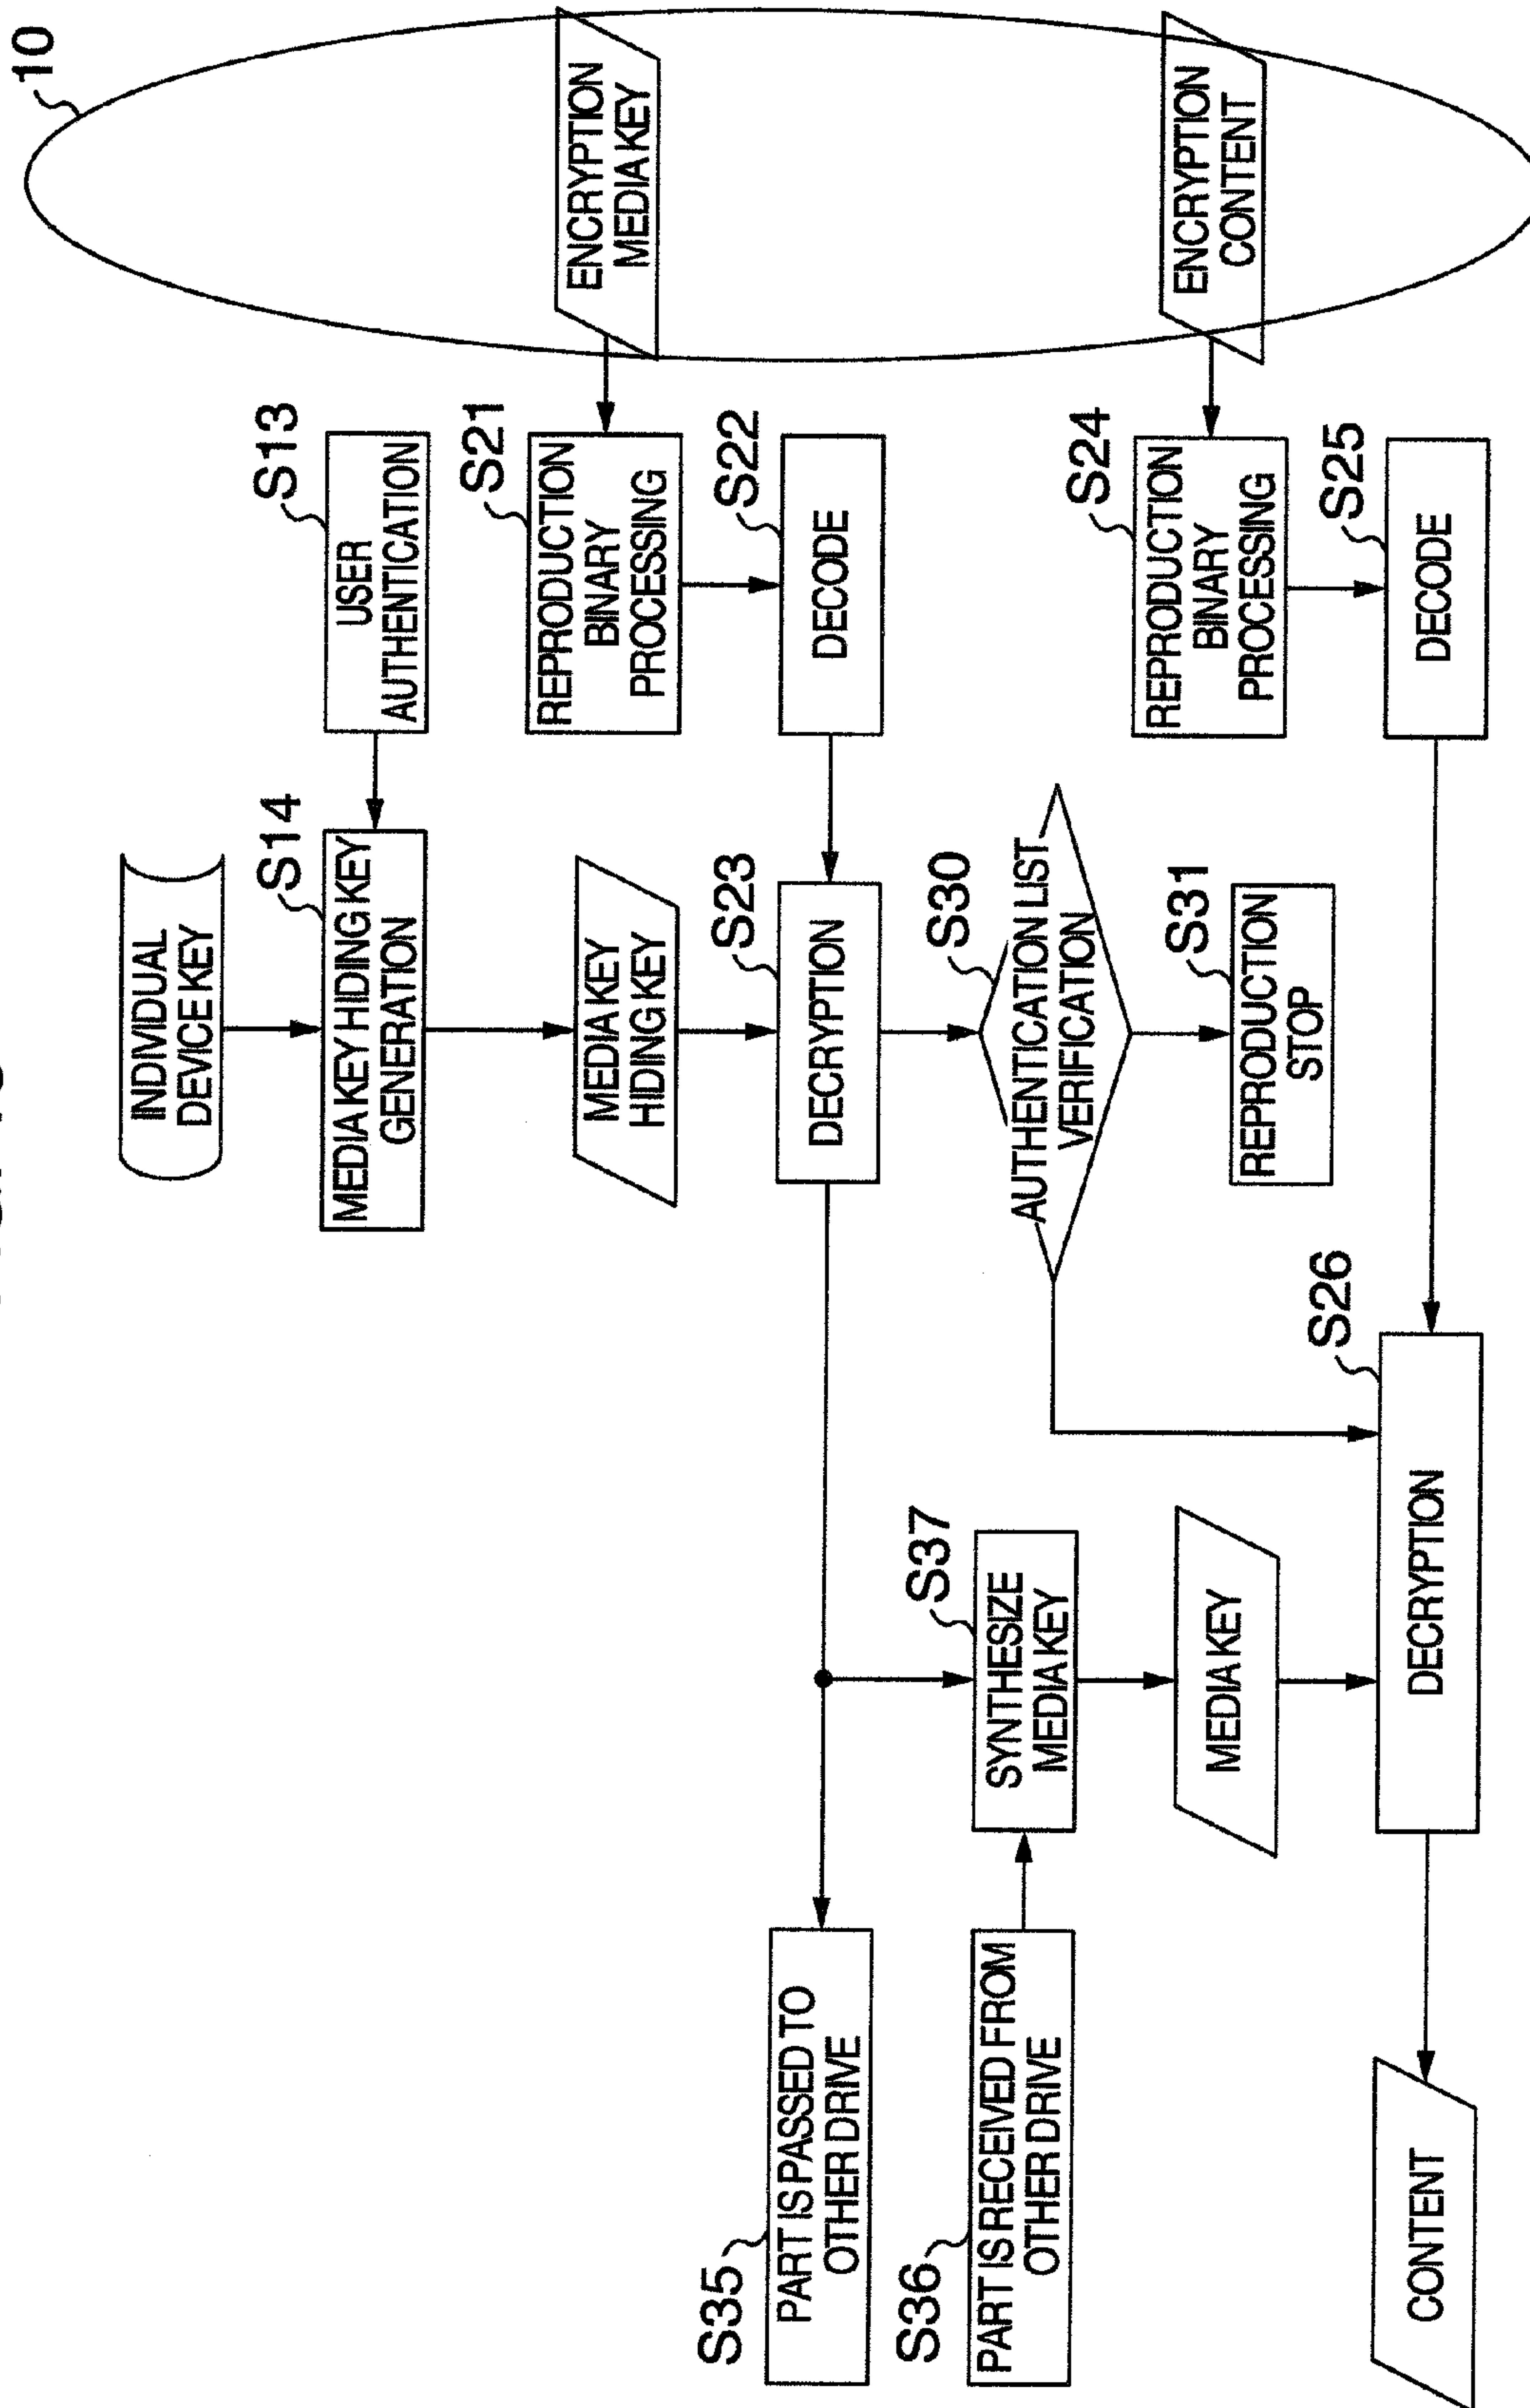 10
INDIVIDUAL
DEVICE KEY
S14
S13
MEDIA KEY HIDING KEY
GENERATION
USER
AUTHENTICATION
S21
MEDIA KEY
HIDING KEY
REPRODUCTION
BINARY
PROCESSING
ENCRYPTION
MEDIA KEY
S35
S23
S22
PART IS PASSED TO
OTHER DRIVE
DECRYPTION
DECODE
S36
S37
S30
PART IS RECEIVED FROM
OTHER DRIVE
SYNTHESIZE
MEDIA KEY
AUTHENTICATION LIST
VERIFICATION
S31
S24
MEDIA KEY
REPRODUCTION
STOP
REPRODUCTION
BINARY
PROCESSING
ENCRYPTION
CONTENT
S26
S25
CONTENT
DECRYPTION
DECODE